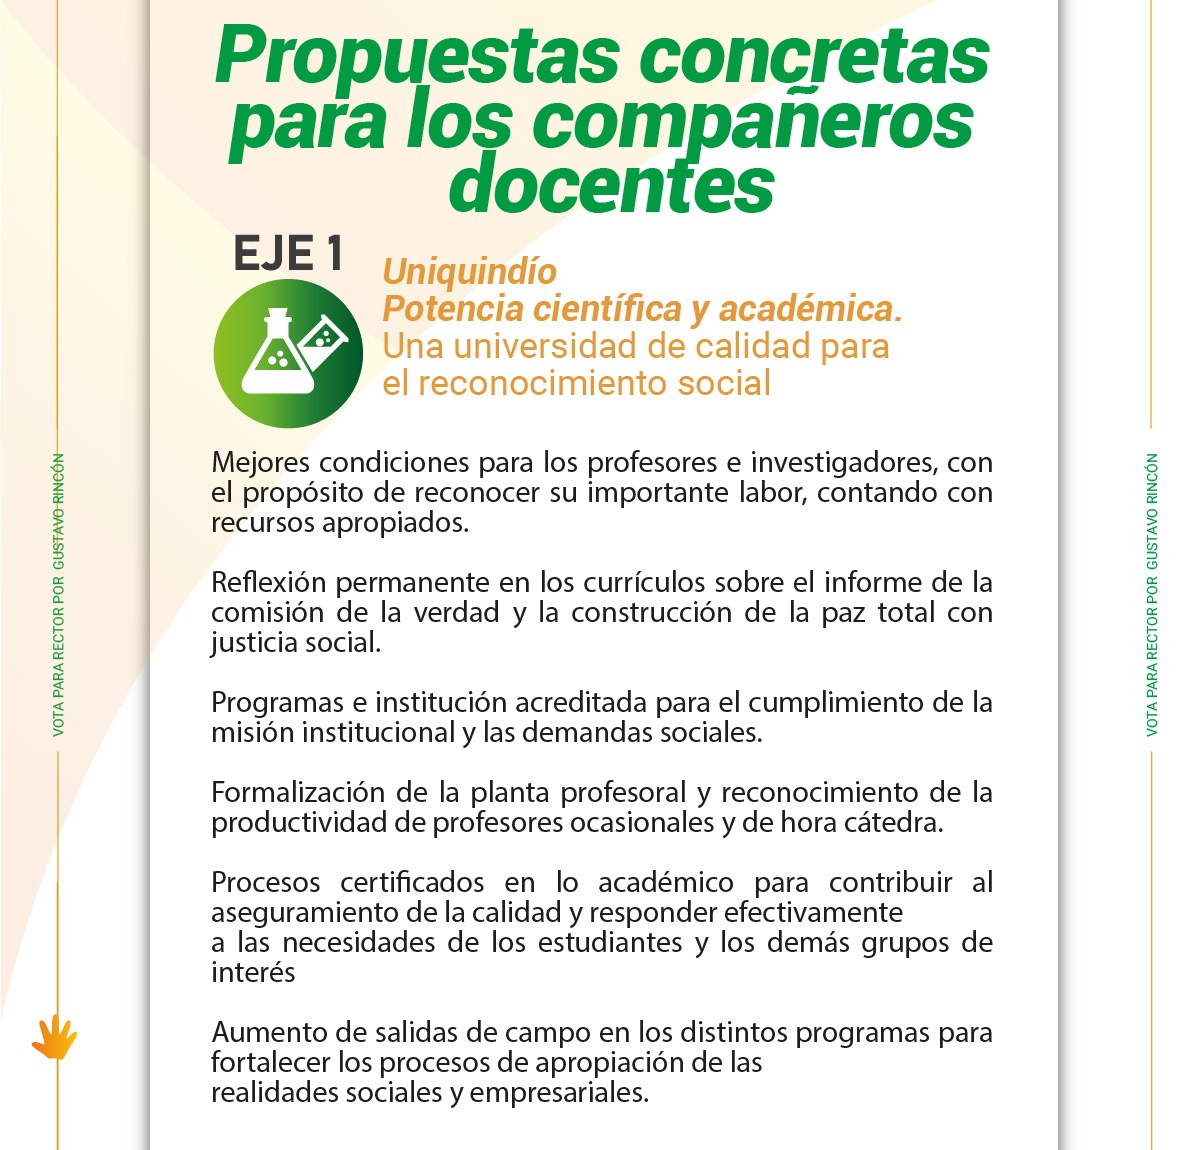 Propuestas concretas
para los compañeros
docentes
EJE 1
Uniquindío
Potencia científica y académica.
Una universidad de calidad para
el reconocimiento social
Mejores condiciones para los profesores e investigadores, con
el propósito de reconocer su importante labor, contando con
recursos apropiados.
Reflexión permanente en los currículos sobre el informe de la
comisión de la verdad y la construcción de la paz total con
justicia social.
Programas e institución acreditada para el cumplimiento de la
misión institucional y las demandas sociales.
Formalización de la planta profesoral y reconocimiento de la
productividad de profesores ocasionales y de hora cátedra.
Procesos certificados en lo académico para contribuir al
aseguramiento de la calidad y responder efectivamente
a las necesidades de los estudiantes y los demás grupos de
interés
Aumento de salidas de campo en los distintos programas para
fortalecer los procesos de apropiación de las
realidades sociales y empresariales.
VOTA PARA RECTOR POR GUSTAVO RINCÓN
VOTA PARA RECTOR POR GUSTAVO RINCÓN